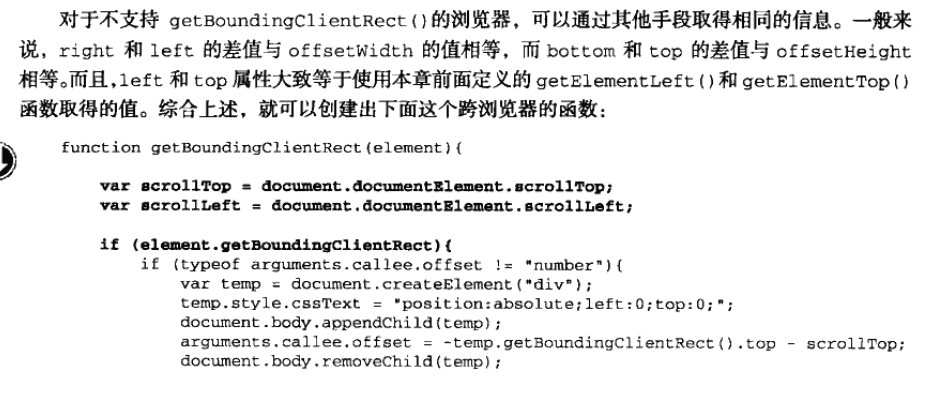 对于不支持 getBoundingClientRect()的浏览器，可以通过其他手段取得相同的信息。一般来
说，right 和 left 的差值与 offsetWidth 的值相等，而 bottom 和 top 的差值与 offsetHeight
相等。而且，left 和 top 属性大致等于使用本章前面定义的 getElementLeft()和 getElementTop()
函数取得的值。综合上述，就可以创建出下面这个跨浏览器的函数：
function getBoundingClientRect(element){
var scrollTop = document.documentElement.scrollTop;
var scrollLeft = document.documentElement.scrollLeft;
if (element.getBoundingClientRect){
if (typeof arguments.callee.offset != "number"){
var temp = document.createElement("div");
temp.style.cssText = "position:absolute;left:0;top:0;";
document.body.appendChild(temp);
arguments.callee.offset = -temp.getBoundingClientRect().top - scrollTop;
document.body.removeChild(temp);